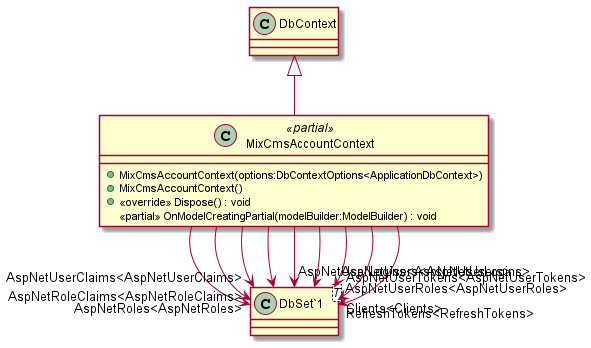 C DbContext
«partial»
C MixCmsAccountContext
MixCmsAccountContext(options:DbContextOptions<ApplicationDbContext>)
MixCmsAccountContext()
«override» Dispose() : void
«partial» OnModelCreatingPartial(modelBuilder:ModelBuilder) : void
AspNetUserClaims<AspNetUserClaims>
AspNetUserTokens<AspNetUserTokens>
AspNetUserRoles<AspNetUserRoles>
AspNetRoleClaims<AspNetRoleClaims>
AspNetRoles<AspNetRoles>
C DbSet`1
T
Clients<Clients>
RefreshTokens<RefreshTokens>